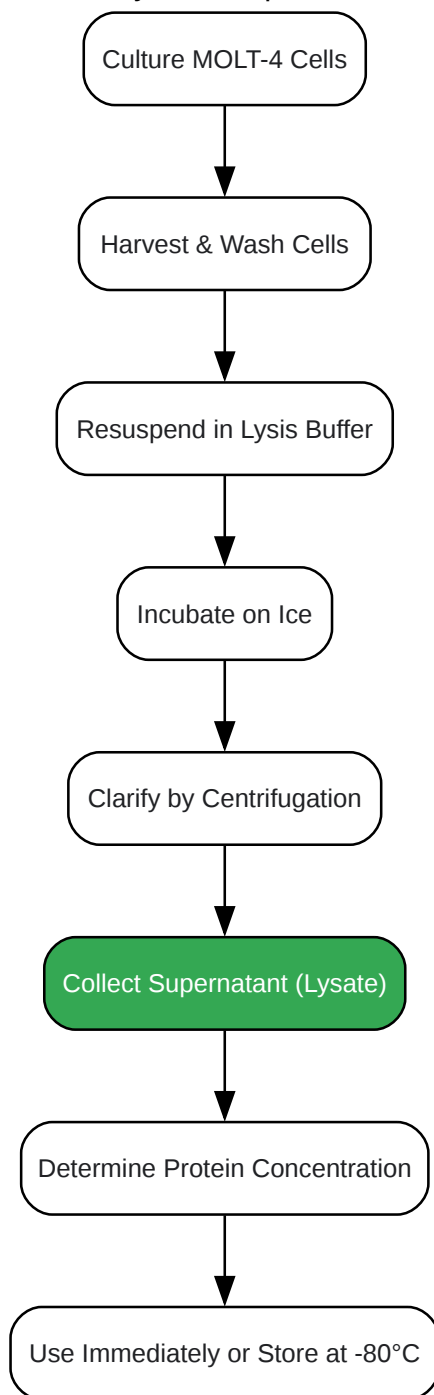 Culture MOLT-4 Cells
Harvest & Wash Cells
Resuspend in Lysis Buffer
Incubate on Ice
Clarify by Centrifugation
Collect Supernatant (Lysate)
Determine Protein Concentration
Use Immediately or Store at -80°C